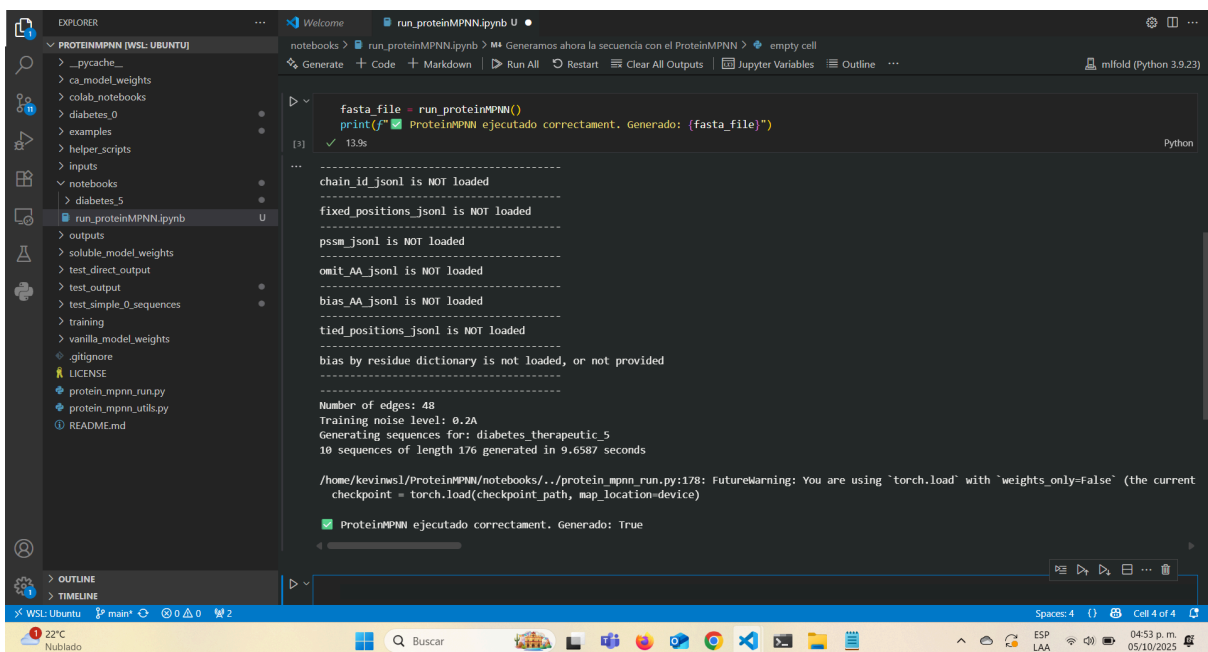 EXPLORER
Welcome
run_proteinMPNN.ipynb U
PROTEINMPNN [WSL: UBUNTU]
__pycache__
ca_model_weights
colab_notebooks
diabetes_0
examples
helper_scripts
inputs
notebooks
diabetes_5
run_proteinMPNN.ipynb U
outputs
soluble_model_weights
test_direct_output
test_output
test_simple_0_sequences
training
vanilla_model_weights
.gitignore
LICENSE
protein_mpnn_run.py
protein_mpnn_utils.py
README.md
OUTLINE
TIMELINE
notebooks > run_proteinMPNN.ipynb > M↓ Generamos ahora la secuencia con el ProteinMPNN > empty cell
Generate + Code + Markdown | Run All Restart Clear All Outputs | Jupyter Variables Outline ...
mlfold (Python 3.9.23)
fasta_file = run_proteinMPNN()
print(f"✅ ProteinMPNN ejecutado correctament. Generado: {fasta_file}")
[3] ✓ 13.9s Python
----------------------------------------
chain_id_jsonl is NOT loaded
----------------------------------------
fixed_positions_jsonl is NOT loaded
----------------------------------------
pssm_jsonl is NOT loaded
----------------------------------------
omit_AA_jsonl is NOT loaded
----------------------------------------
bias_AA_jsonl is NOT loaded
----------------------------------------
tied_positions_jsonl is NOT loaded
----------------------------------------
bias by residue dictionary is not loaded, or not provided
----------------------------------------
----------------------------------------
Number of edges: 48
Training noise level: 0.2A
Generating sequences for: diabetes_therapeutic_5
10 sequences of length 176 generated in 9.6587 seconds
/home/kevinwsl/ProteinMPNN/notebooks/../protein_mpnn_run.py:178: FutureWarning: You are using `torch.load` with `weights_only=False` (the current
checkpoint = torch.load(checkpoint_path, map_location=device)
✅ ProteinMPNN ejecutado correctament. Generado: True
WSL: Ubuntu main* 0 0 2
Spaces: 4 {} Cell 4 of 4
1
22°C
Nublado
Buscar
ESP
LAA
04:53 p. m.
05/10/2025